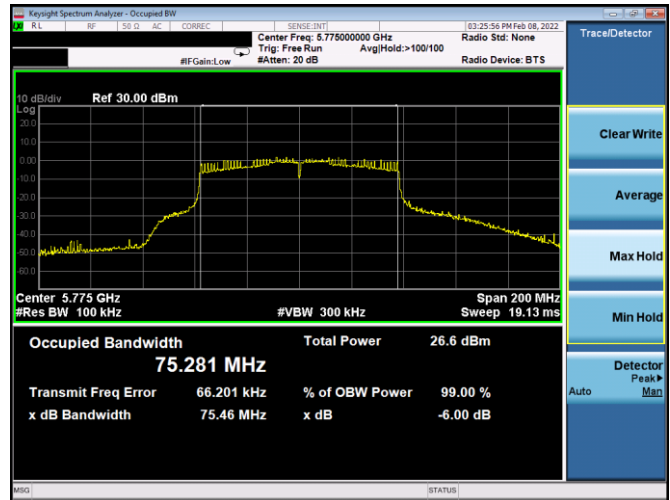 Keysight Spectrum Analyzer - Occupied BW
RL RF 50 Ω AC CORREC SENSE:INT 03:25:56 PM Feb 08, 2022
Center Freq: 5.775000000 GHz Radio Std: None
Trig: Free Run Avg|Hold:>100/100
#IFGain:Low #Atten: 20 dB Radio Device: BTS
Trace/Detector
10 dB/div Ref 30.00 dBm
Log
20.0
10.0
0.00
-10.0
-20.0
-30.0
-40.0
-50.0
-60.0
Center 5.775 GHz Span 200 MHz
#Res BW 100 kHz #VBW 300 kHz Sweep 19.13 ms
Occupied Bandwidth Total Power 26.6 dBm
75.281 MHz
Transmit Freq Error 66.201 kHz % of OBW Power 99.00 %
x dB Bandwidth 75.46 MHz x dB -6.00 dB
Clear Write
Average
Max Hold
Min Hold
Detector
Peak▶
Auto Man
MSG STATUS